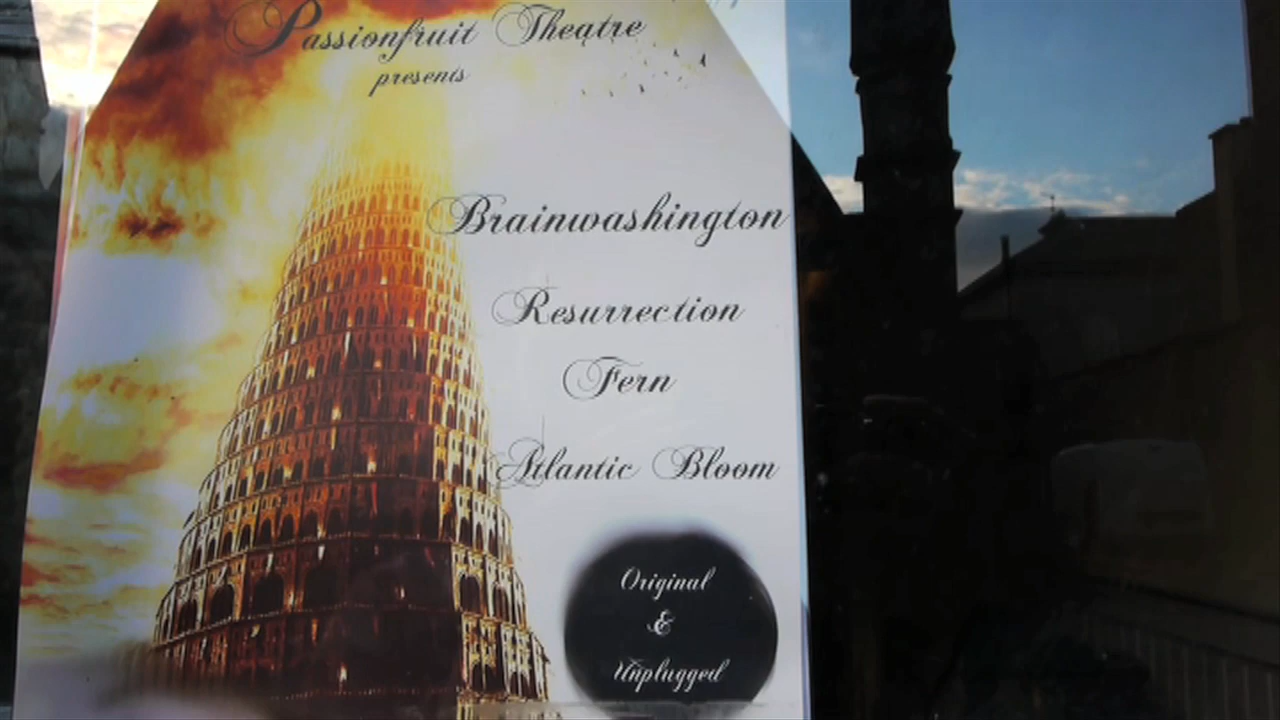 Passionfruit Theatre
presents
Brainwashington
Resurrection
Fern
Atlantic Bloom
Original
&
Unplugged